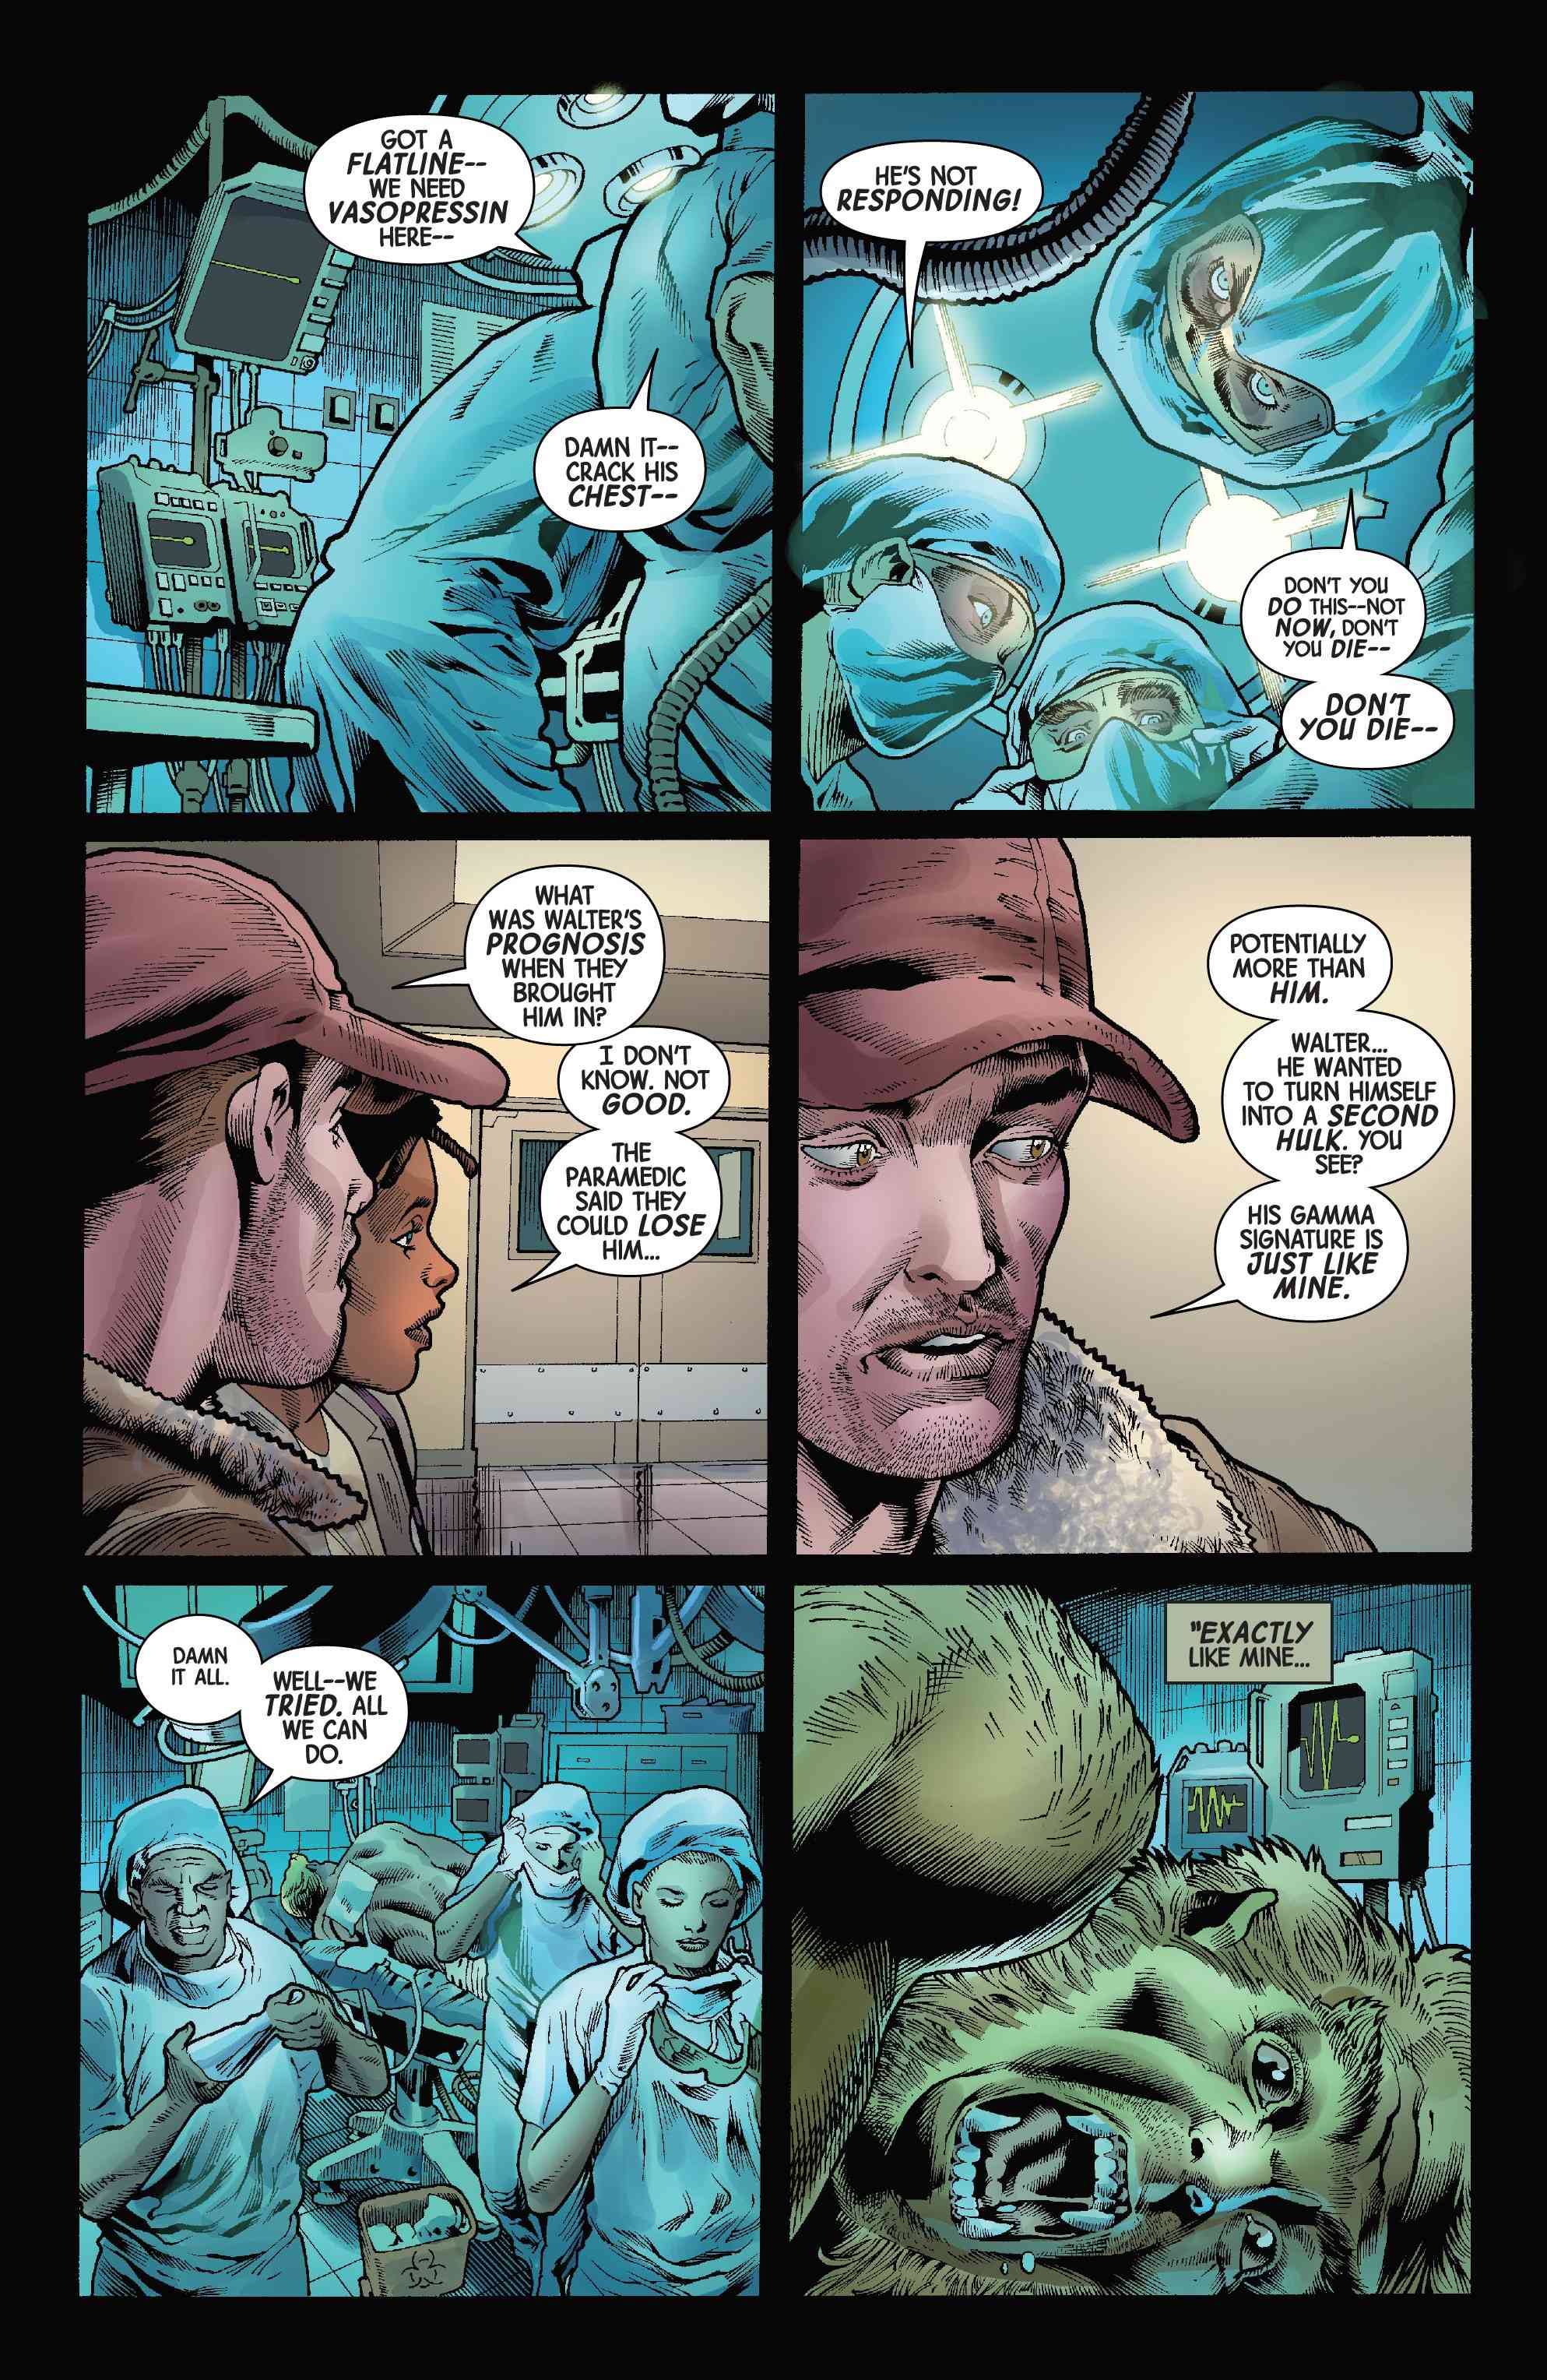 GOT A
FLATLINE--
WE NEED
VASOPRESSIN
HERE--
DAMN IT--
CRACK HIS
CHEST--
HE'S NOT
RESPONDING!
DON'T YOU
DO THIS--NOT
NOW, DON'T
YOU DIE--
DON'T
YOU DIE--
WHAT
WAS WALTER'S
PROGNOSIS
WHEN THEY
BROUGHT
HIM IN?
I DON'T
KNOW. NOT
GOOD.
THE
PARAMEDIC
SAID THEY
COULD LOSE
HIM...
POTENTIALLY
MORE THAN
HIM.
WALTER...
HE WANTED
TO TURN HIMSELF
INTO A SECOND
HULK. YOU
SEE?
HIS GAMMA
SIGNATURE IS
JUST LIKE
MINE.
DAMN
IT ALL.
WELL--WE
TRIED. ALL
WE CAN
DO.
"EXACTLY
LIKE MINE...